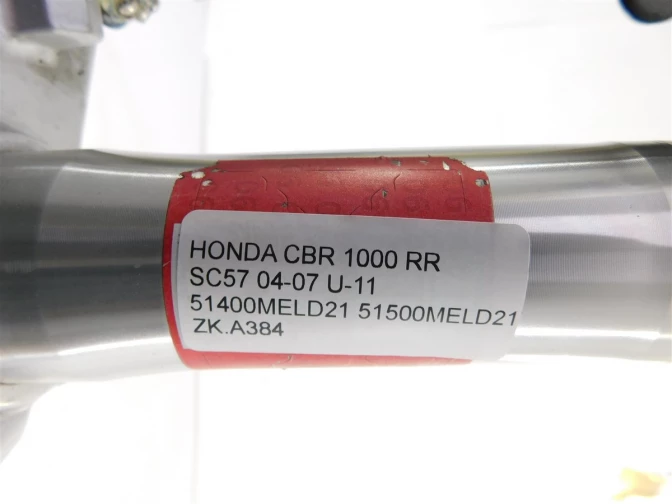 HONDA CBR 1000 RR
SC57 04-07 U-11
51400MELD21 51500MELD21
ZK.A384